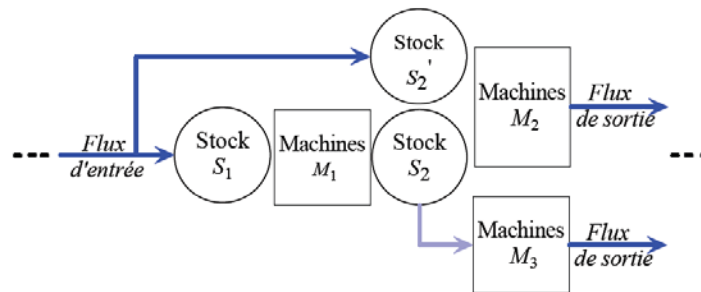 Stock
S2'
Machines
M2
Flux
de sortie
Flux
d'entrée
Stock
S1
Machines
M1
Stock
S2
Machines
M3
Flux
de sortie